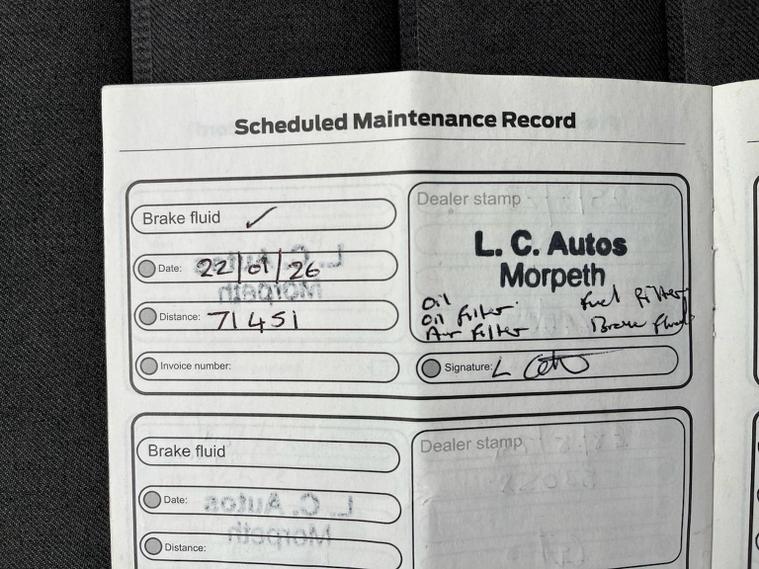 Scheduled Maintenance Record
Brake fluid ✓
Date: 22/01/26
Distance: 71451
Invoice number:
Dealer stamp
L. C. Autos
Morpeth
Oil
Oil Filter
Air Filter
Fuel Filter
Brake Fluid
Signature: L
Brake fluid
Date:
Distance:
Dealer stamp